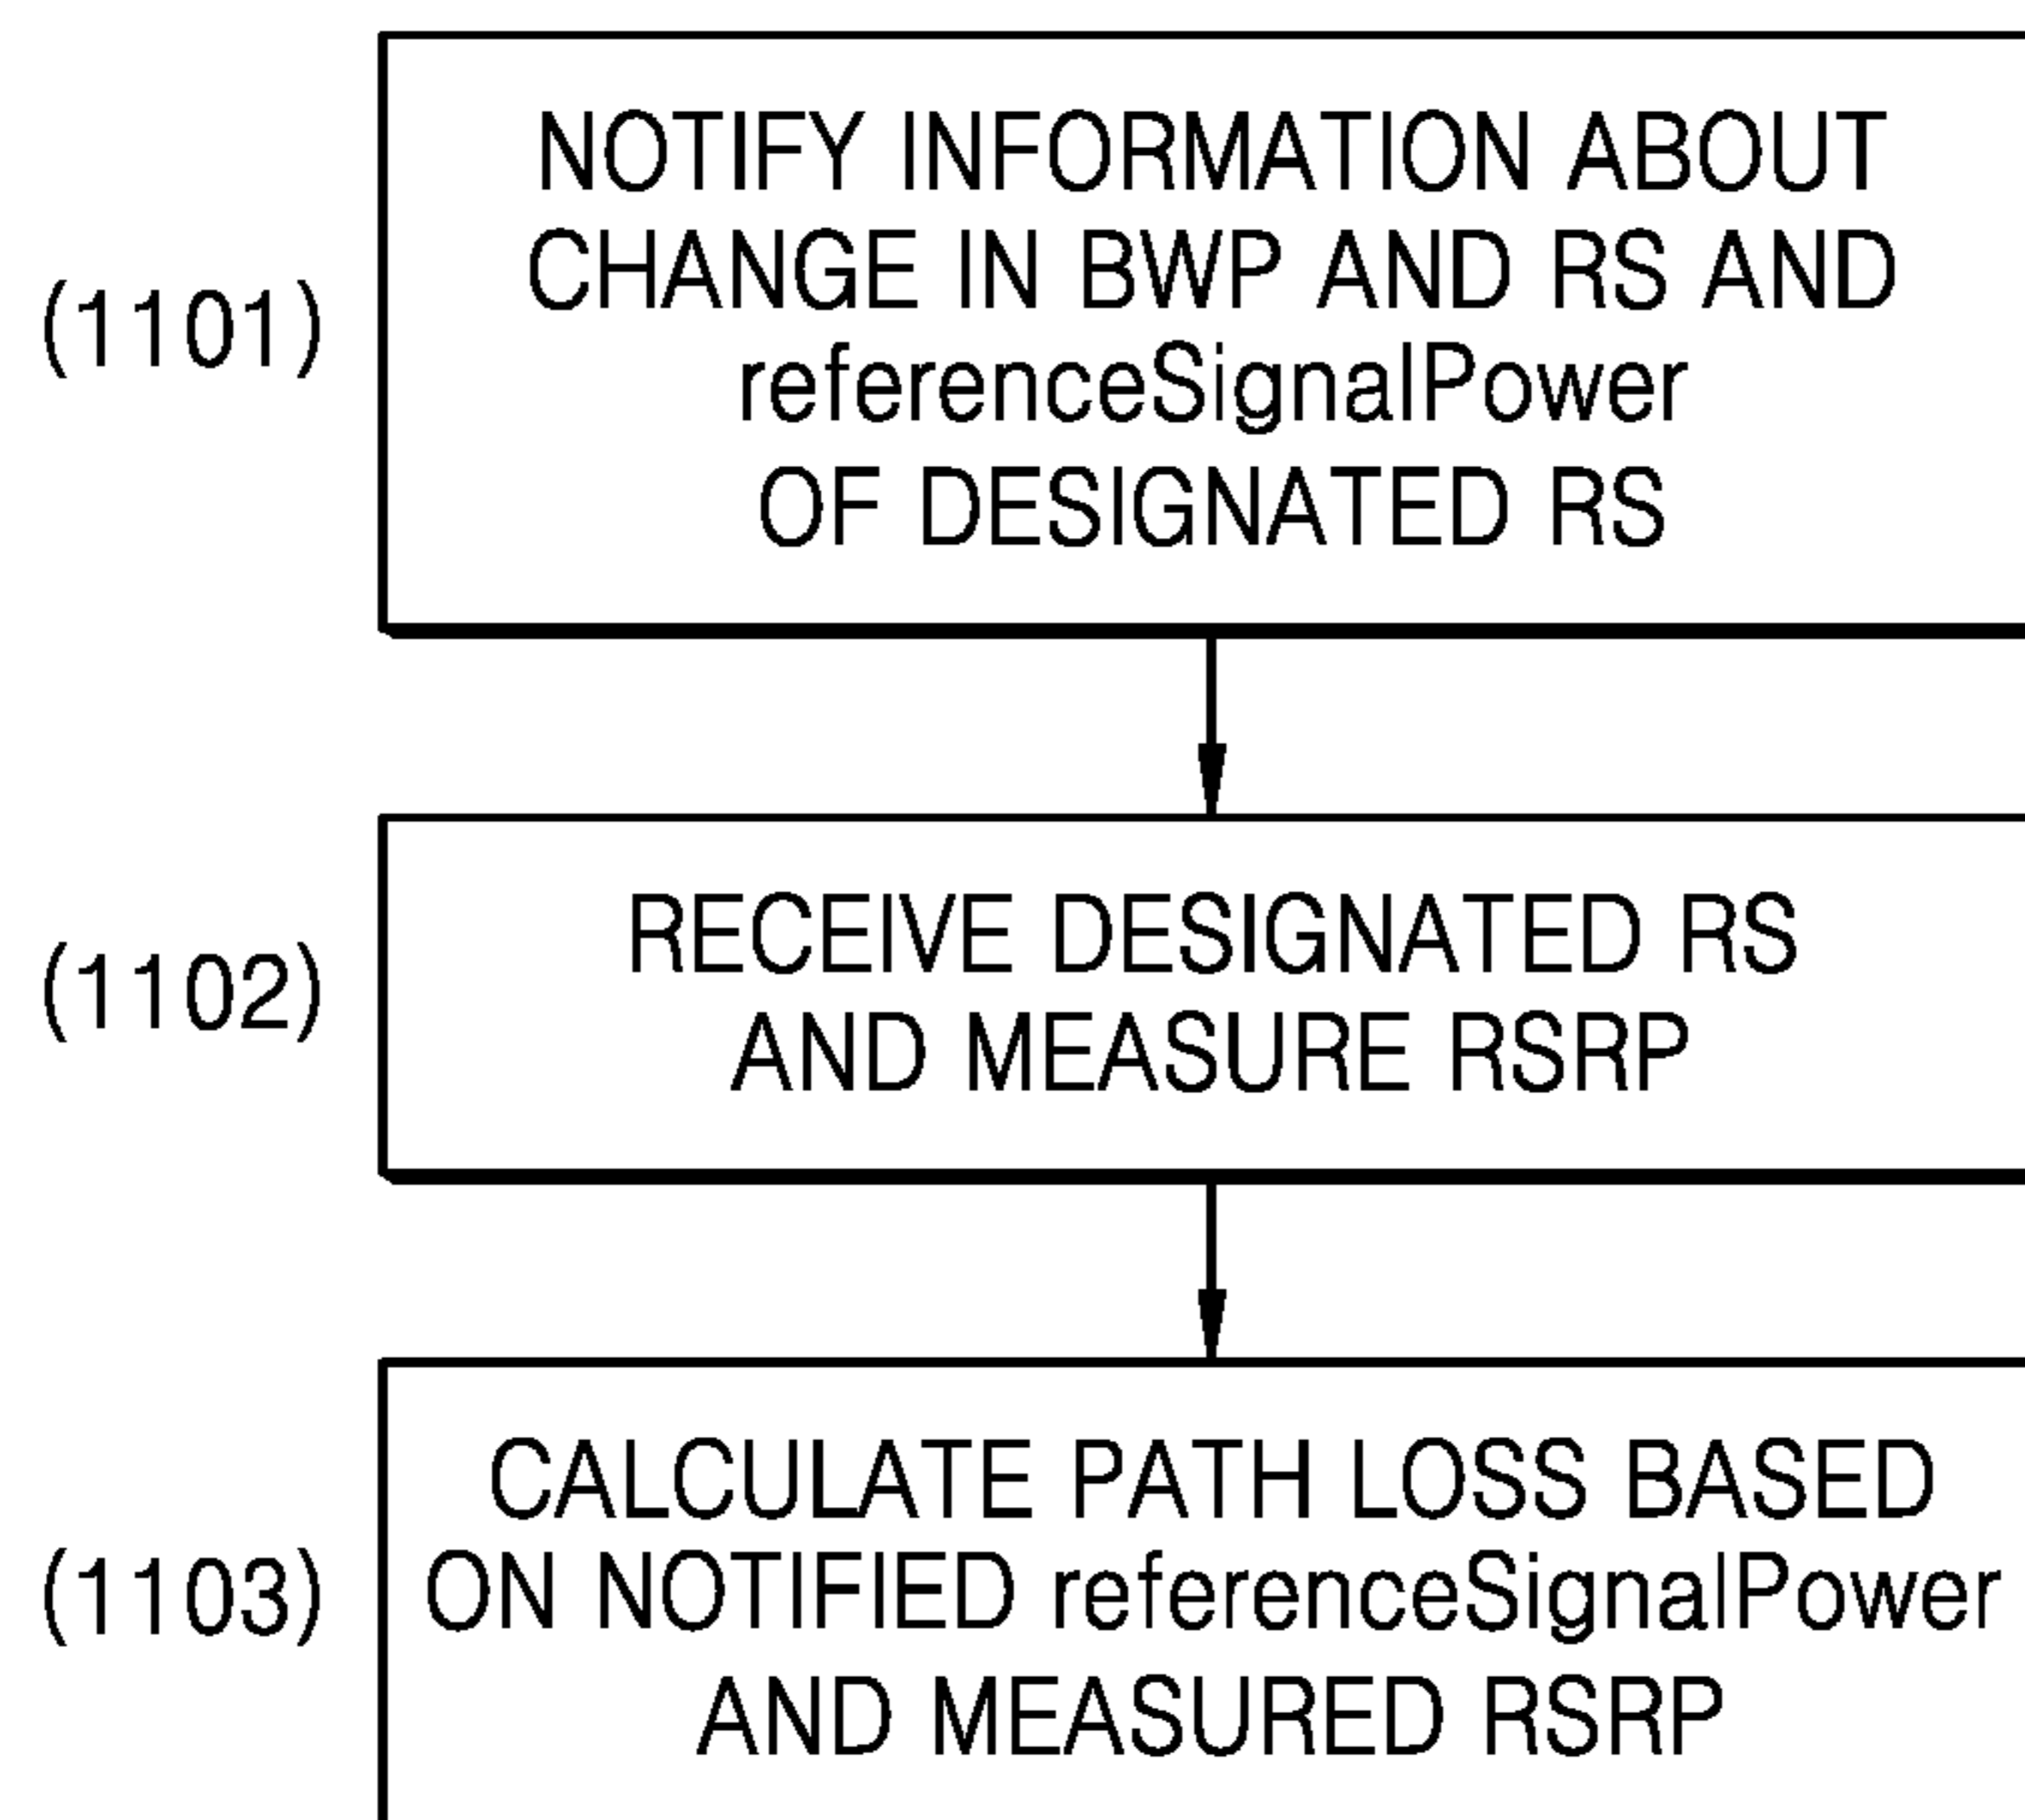 (1101)
NOTIFY INFORMATION ABOUT
CHANGE IN BWP AND RS AND
referenceSignalPower
OF DESIGNATED RS
(1102)
RECEIVE DESIGNATED RS
AND MEASURE RSRP
(1103)
CALCULATE PATH LOSS BASED
ON NOTIFIED referenceSignalPower
AND MEASURED RSRP